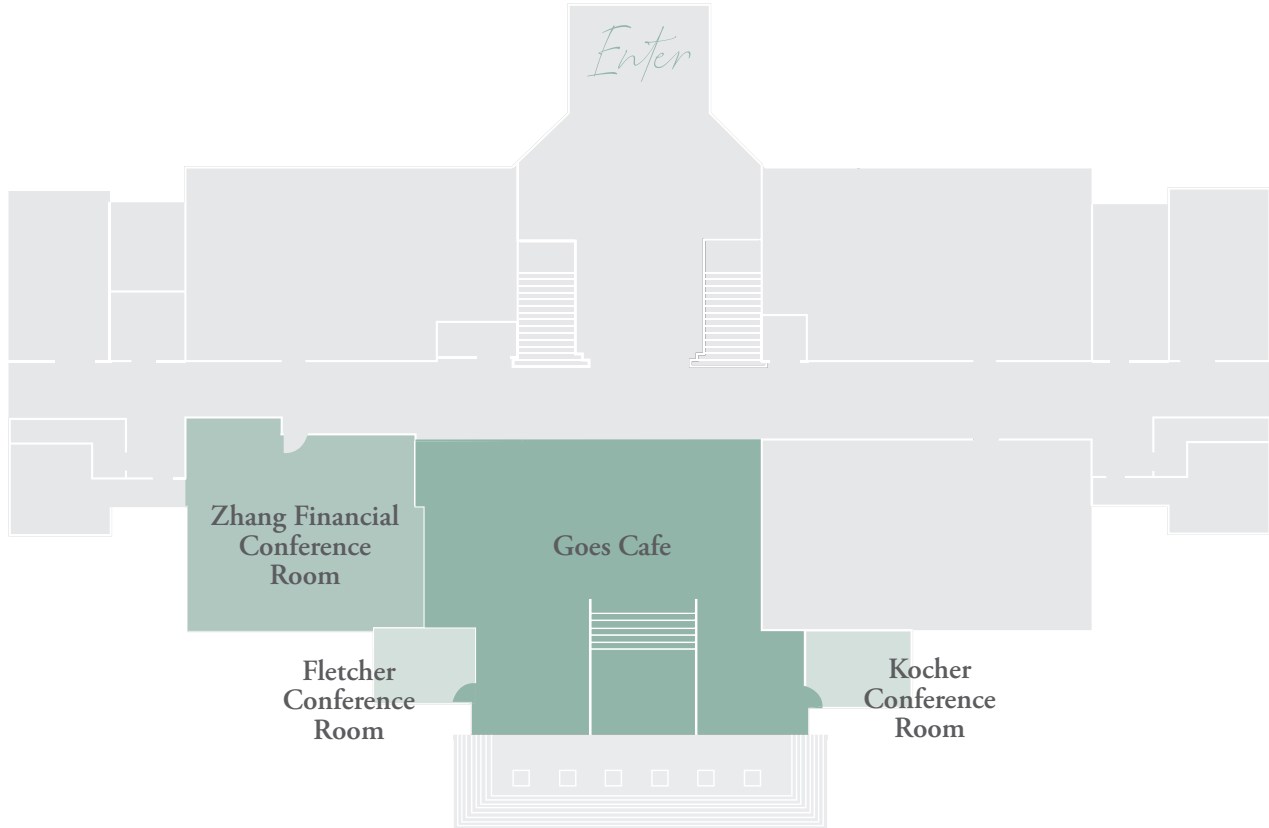 Enter
Zhang Financial
Conference
Room
Goes Cafe
Fletcher
Conference
Room
Kocher
Conference
Room